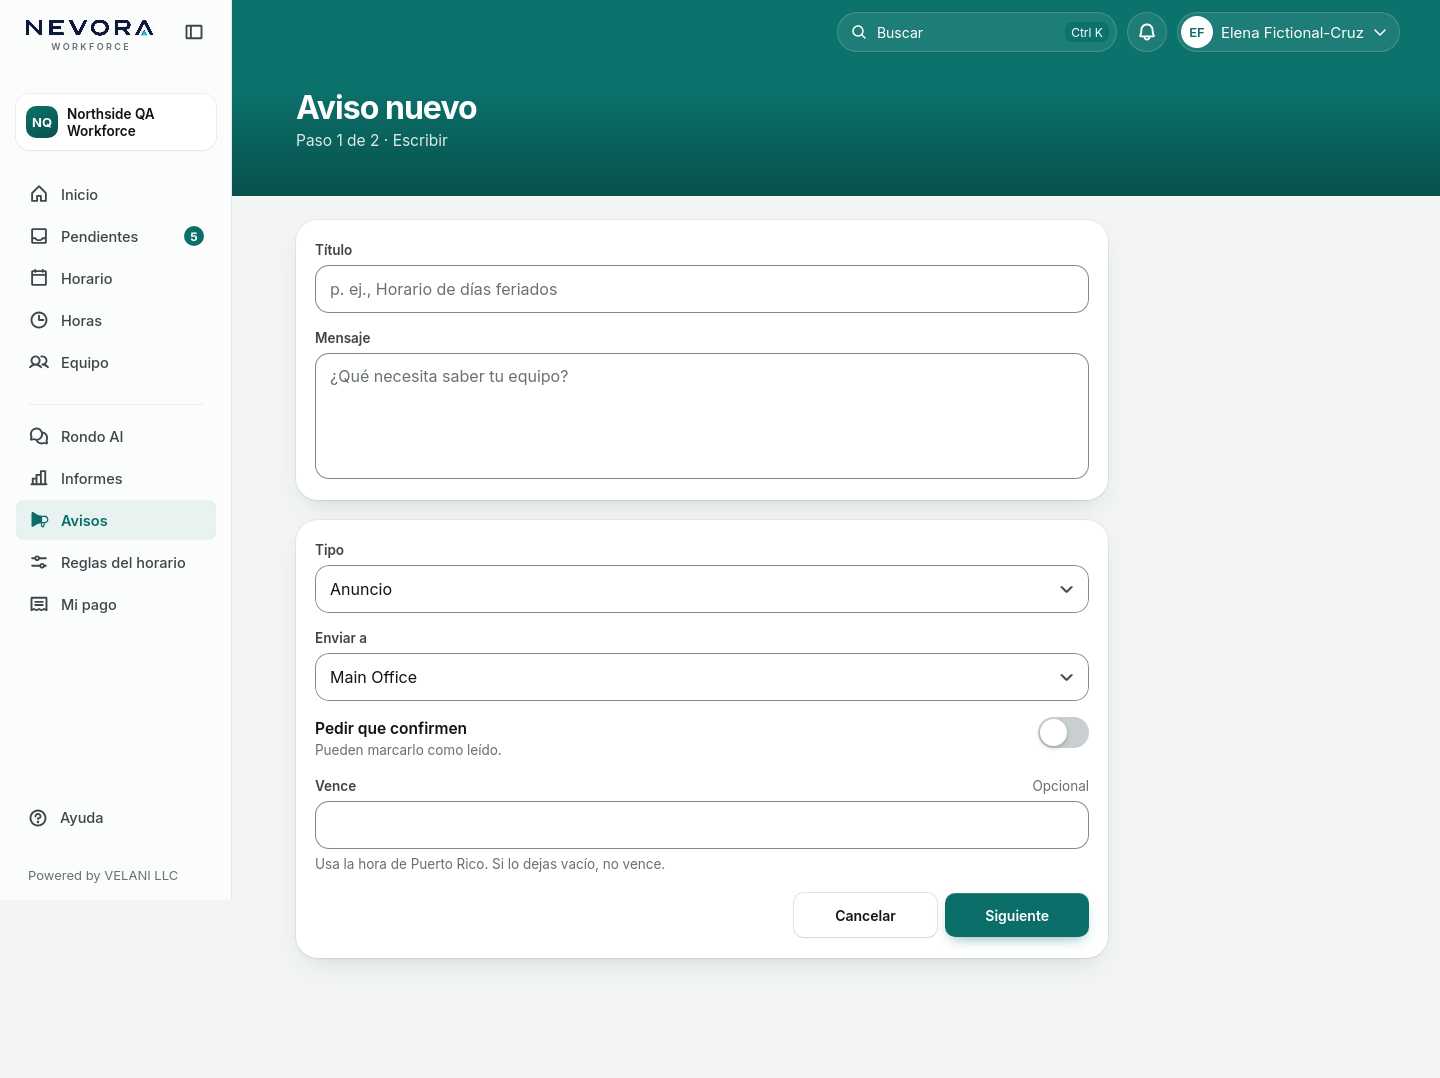 NEVORA
WORKFORCE
Buscar
Ctrl K
EF
Elena Fictional-Cruz
NQ
Northside QA
Workforce
Aviso nuevo
Paso 1 de 2 · Escribir
Inicio
Pendientes
5
Horario
Horas
Equipo
Rondo AI
Informes
Avisos
Reglas del horario
Mi pago
Ayuda
Powered by VELANI LLC
Título
p. ej., Horario de días feriados
Mensaje
¿Qué necesita saber tu equipo?
Tipo
Anuncio
Enviar a
Main Office
Pedir que confirmen
Pueden marcarlo como leído.
Vence
Opcional
Usa la hora de Puerto Rico. Si lo dejas vacío, no vence.
Cancelar
Siguiente